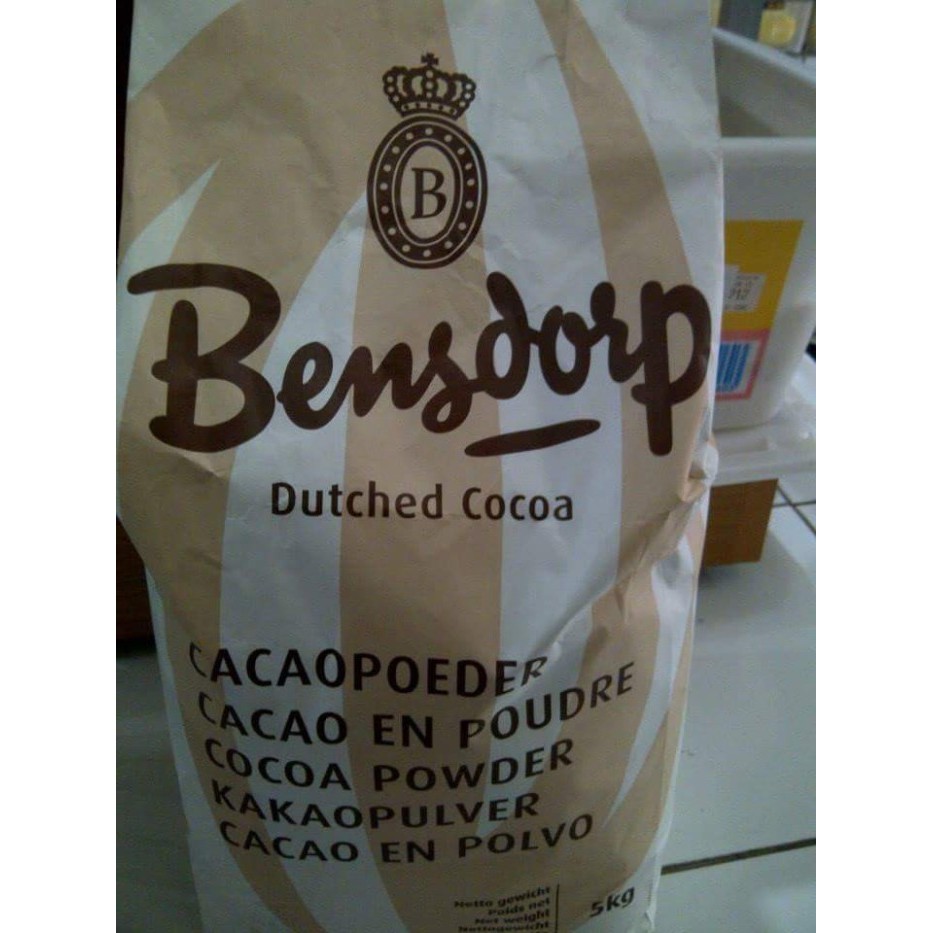 B
Bensdorp
Dutched Cocoa
CACAOPOEDER
CACAO EN POUDRE
COCOA POWDER
KAKAOPULVER
CACAO EN POLVO
Netto gewicht
Poids net
Net weight
Nettogewicht
5kg